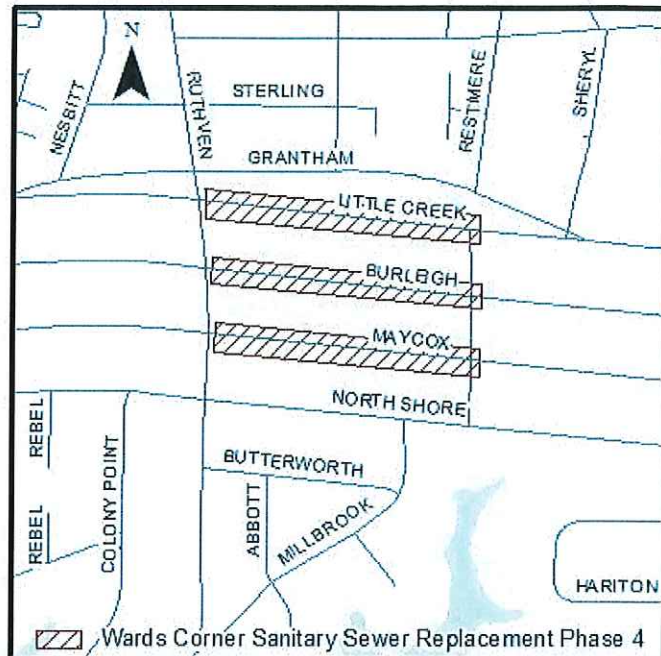 N
NESBITT
RUTHVEN
STERLING
RESTMERE
SHERYL
GRANTHAM
LITTLE CREEK
BURLEIGH
MAYCOX
NORTH SHORE
REBEL
COLONY POINT
BUTTERWORTH
REBEL
ABBOTT
MILLBROOK
HARITON
Wards Corner Sanitary Sewer Replacement Phase 4